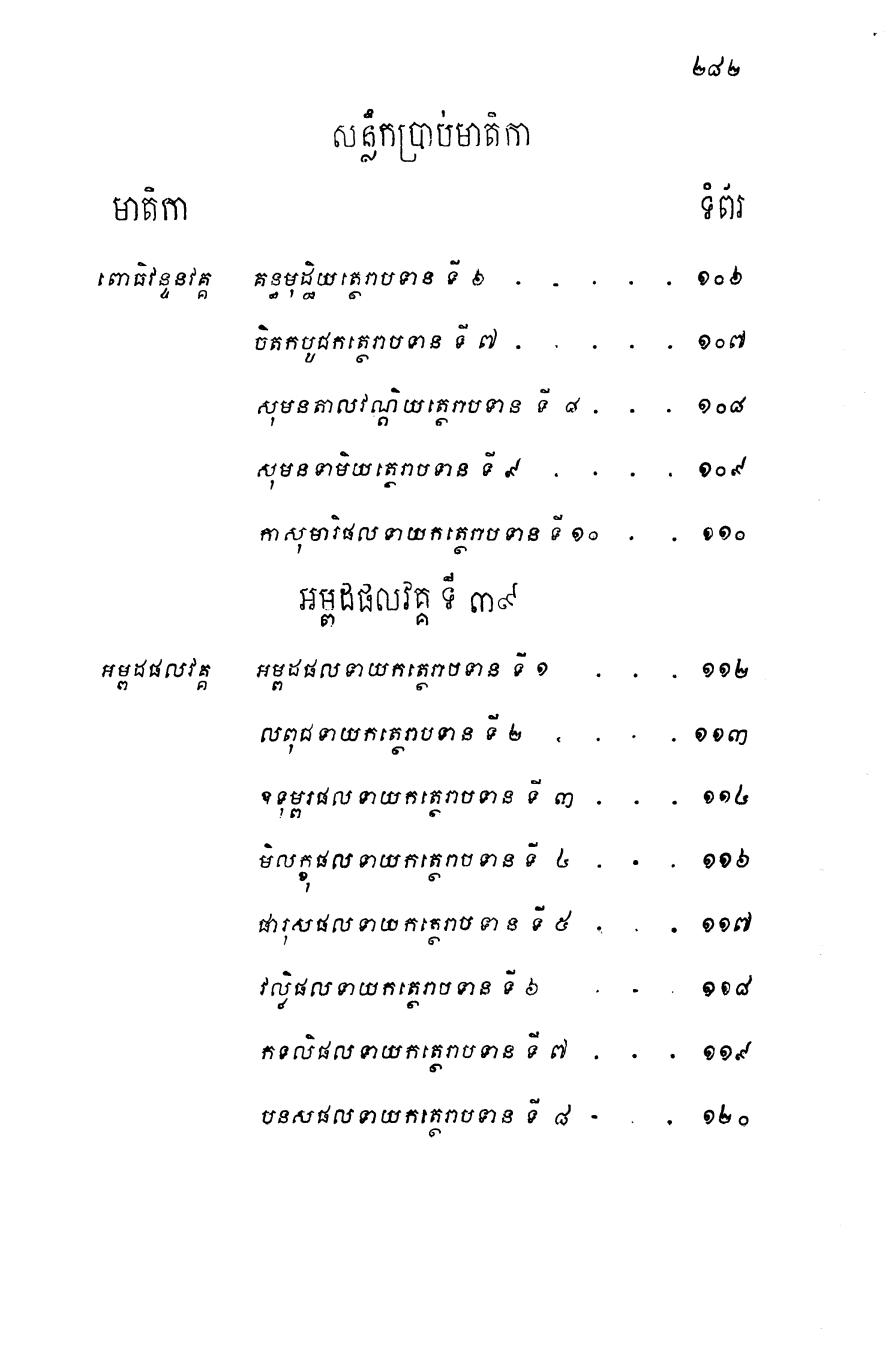 ២៨២
សន្លឹកប្រាប់មាតិកា
មាតិកា ទំព័រ
ពោធិវន្ទនវគ្គ គន្ធមុដ្ឋិយត្ថេរាបទាន ទី ៦ . . . . . ១០៦
ចិតកបូជកត្ថេរាបទាន ទី ៧ . . . . . ១០៧
សុមនតាលវណ្ដិយត្ថេរាបទាន ទី ៨ . . . ១០៨
សុមនទាមិយត្ថេរាបទាន ទី ៩ . . . . ១០៩
កាសុមារិផលទាយកត្ថេរាបទាន ទី ១០ . . ១១០
អម្ពដផលវគ្គ ទី ៣៩
អម្ពដផលវគ្គ អម្ពដផលទាយកត្ថេរាបទាន ទី ១ . . . ១១២
លពុជទាយកត្ថេរាបទាន ទី ២ . . . . ១១៣
ឧទុម្ពរផលទាយកត្ថេរាបទាន ទី ៣ . . . ១១៤
មិលក្ខុផលទាយកត្ថេរាបទាន ទី ៤ . . . ១១៦
ផារុសផលទាយកត្ថេរាបទាន ទី ៥ . . . ១១៧
វល្លិផលទាយកត្ថេរាបទាន ទី ៦ . . . ១១៨
កទលិផលទាយកត្ថេរាបទាន ទី ៧ . . . ១១៩
បនសផលទាយកត្ថេរាបទាន ទី ៨ . . . ១២០